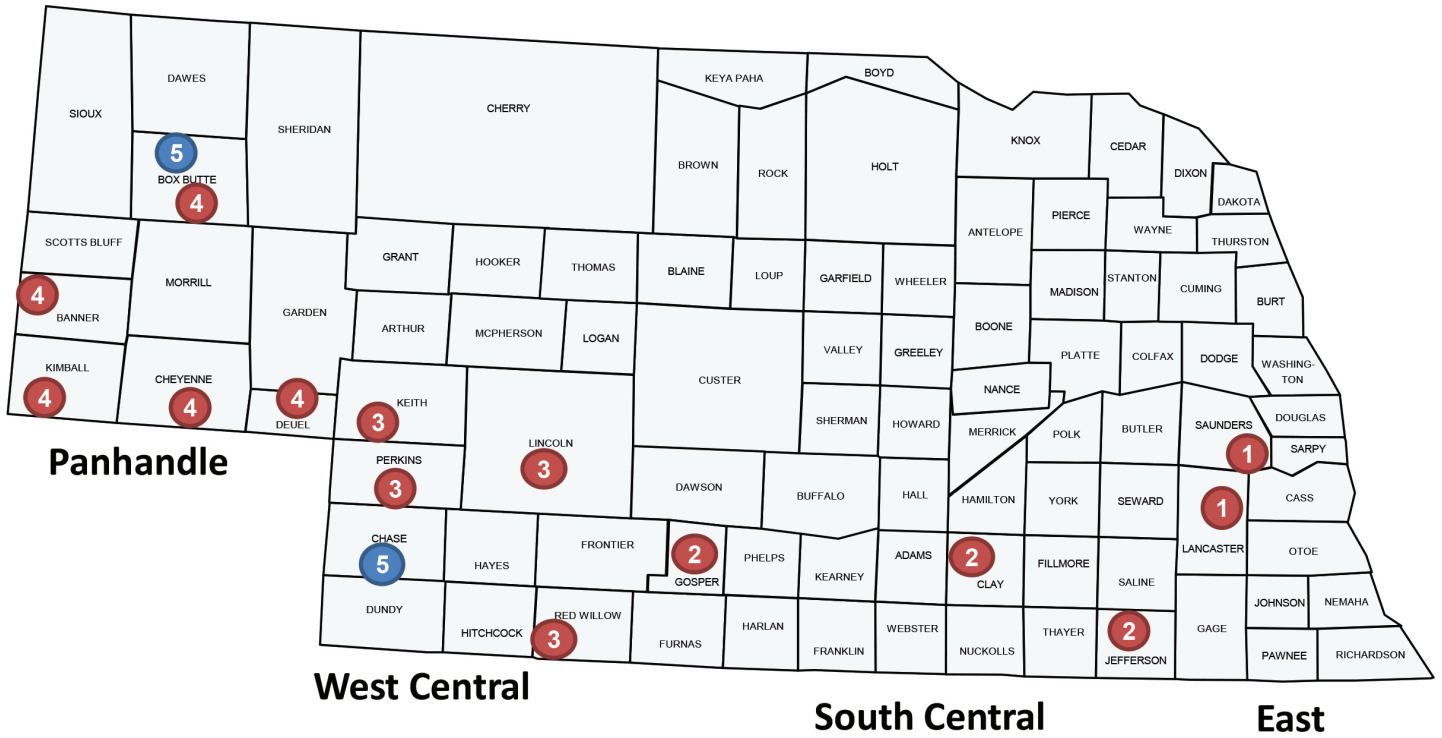 DAWES
SIOUX
SHERIDAN
CHERRY
KEYA PAHA
BOYD
5
BOX BUTTE
4
BROWN
ROCK
HOLT
KNOX
CEDAR
DIXON
DAKOTA
SCOTTS BLUFF
MORRILL
GARDEN
GRANT
HOOKER
THOMAS
BLAINE
LOUP
GARFIELD
WHEELER
ANTELOPE
PIERCE
WAYNE
THURSTON
4
BANNER
ARTHUR
MCPHERSON
LOGAN
CUSTER
VALLEY
GREELEY
BOONE
MADISON
STANTON
CUMING
BURT
KIMBALL
4
CHEYENNE
4
4
DEUEL
KEITH
3
LINCOLN
3
SHERMAN
HOWARD
NANCE
MERRICK
PLATTE
COLFAX
DODGE
WASHING-
TON
Panhandle
PERKINS
3
DAWSON
BUFFALO
HALL
HAMILTON
POLK
BUTLER
SAUNDERS
1
DOUGLAS
SARPY
YORK
SEWARD
1
LANCASTER
CASS
OTOE
CHASE
5
HAYES
FRONTIER
2
GOSPER
PHELPS
KEARNEY
ADAMS
2
CLAY
FILLMORE
SALINE
DUNDY
HITCHCOCK
RED WILLOW
3
FURNAS
HARLAN
FRANKLIN
WEBSTER
NUCKOLLS
THAYER
2
JEFFERSON
GAGE
JOHNSON
NEMAHA
PAWNEE
RICHARDSON
West Central
South Central
East